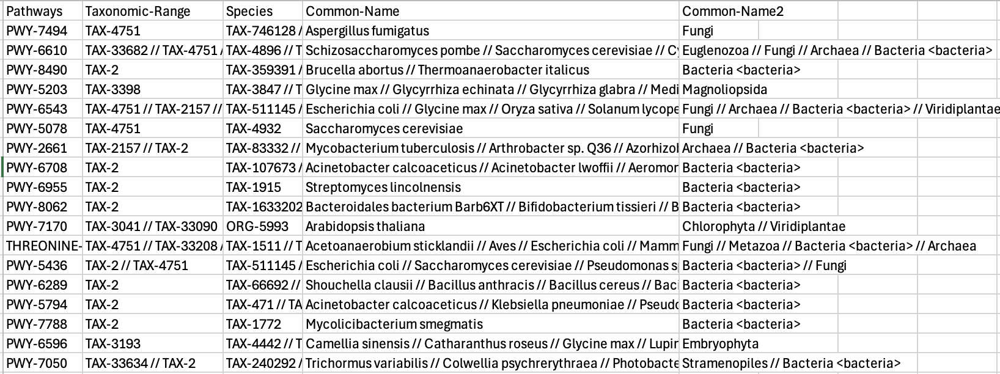 Pathways Taxonomic-Range Species Common-Name Common-Name2
PWY-7494 TAX-4751 TAX-746128 / Aspergillus fumigatus Fungi
PWY-6610 TAX-33682 // TAX-4751 / TAX-4896 // T Schizosaccharomyces pombe // Saccharomyces cerevisiae // Cy Euglenozoa // Fungi // Archaea // Bacteria <bacteria>
PWY-8490 TAX-2 TAX-359391 / Brucella abortus // Thermoanaerobacter italicus Bacteria <bacteria>
PWY-5203 TAX-3398 TAX-3847 // T Glycine max // Glycyrrhiza echinata // Glycyrrhiza glabra // Medi Magnoliopsida
PWY-6543 TAX-4751 // TAX-2157 // TAX-511145 / Escherichia coli // Glycine max // Oryza sativa // Solanum lycope Fungi // Archaea // Bacteria <bacteria> // Viridiplantae
PWY-5078 TAX-4751 TAX-4932 Saccharomyces cerevisiae Fungi
PWY-2661 TAX-2157 // TAX-2 TAX-83332 // Mycobacterium tuberculosis // Arthrobacter sp. Q36 // Azorhizol Archaea // Bacteria <bacteria>
PWY-6708 TAX-2 TAX-107673 / Acinetobacter calcoaceticus // Acinetobacter lwoffii // Aeromor Bacteria <bacteria>
PWY-6955 TAX-2 TAX-1915 Streptomyces lincolnensis Bacteria <bacteria>
PWY-8062 TAX-2 TAX-1633202 Bacteroidales bacterium Barb6XT // Bifidobacterium tissieri // B Bacteria <bacteria>
PWY-7170 TAX-3041 // TAX-33090 ORG-5993 Arabidopsis thaliana Chlorophyta // Viridiplantae
THREONINE- TAX-4751 // TAX-33208 / TAX-1511 // T Acetoanaerobium sticklandii // Aves // Escherichia coli // Mamm Fungi // Metazoa // Bacteria <bacteria> // Archaea
PWY-5436 TAX-2 // TAX-4751 TAX-511145 / Escherichia coli // Saccharomyces cerevisiae // Pseudomonas s Bacteria <bacteria> // Fungi
PWY-6289 TAX-2 TAX-66692 // Shouchella clausii // Bacillus anthracis // Bacillus cereus // Baci Bacteria <bacteria>
PWY-5794 TAX-2 TAX-471 // TA Acinetobacter calcoaceticus // Klebsiella pneumoniae // Pseudo Bacteria <bacteria>
PWY-7788 TAX-2 TAX-1772 Mycolicibacterium smegmatis Bacteria <bacteria>
PWY-6596 TAX-3193 TAX-4442 // T Camellia sinensis // Catharanthus roseus // Glycine max // Lupir Embryophyta
PWY-7050 TAX-33634 // TAX-2 TAX-240292 / Trichormus variabilis // Colwellia psychrerythraea // Photobacte Stramenopiles // Bacteria <bacteria>